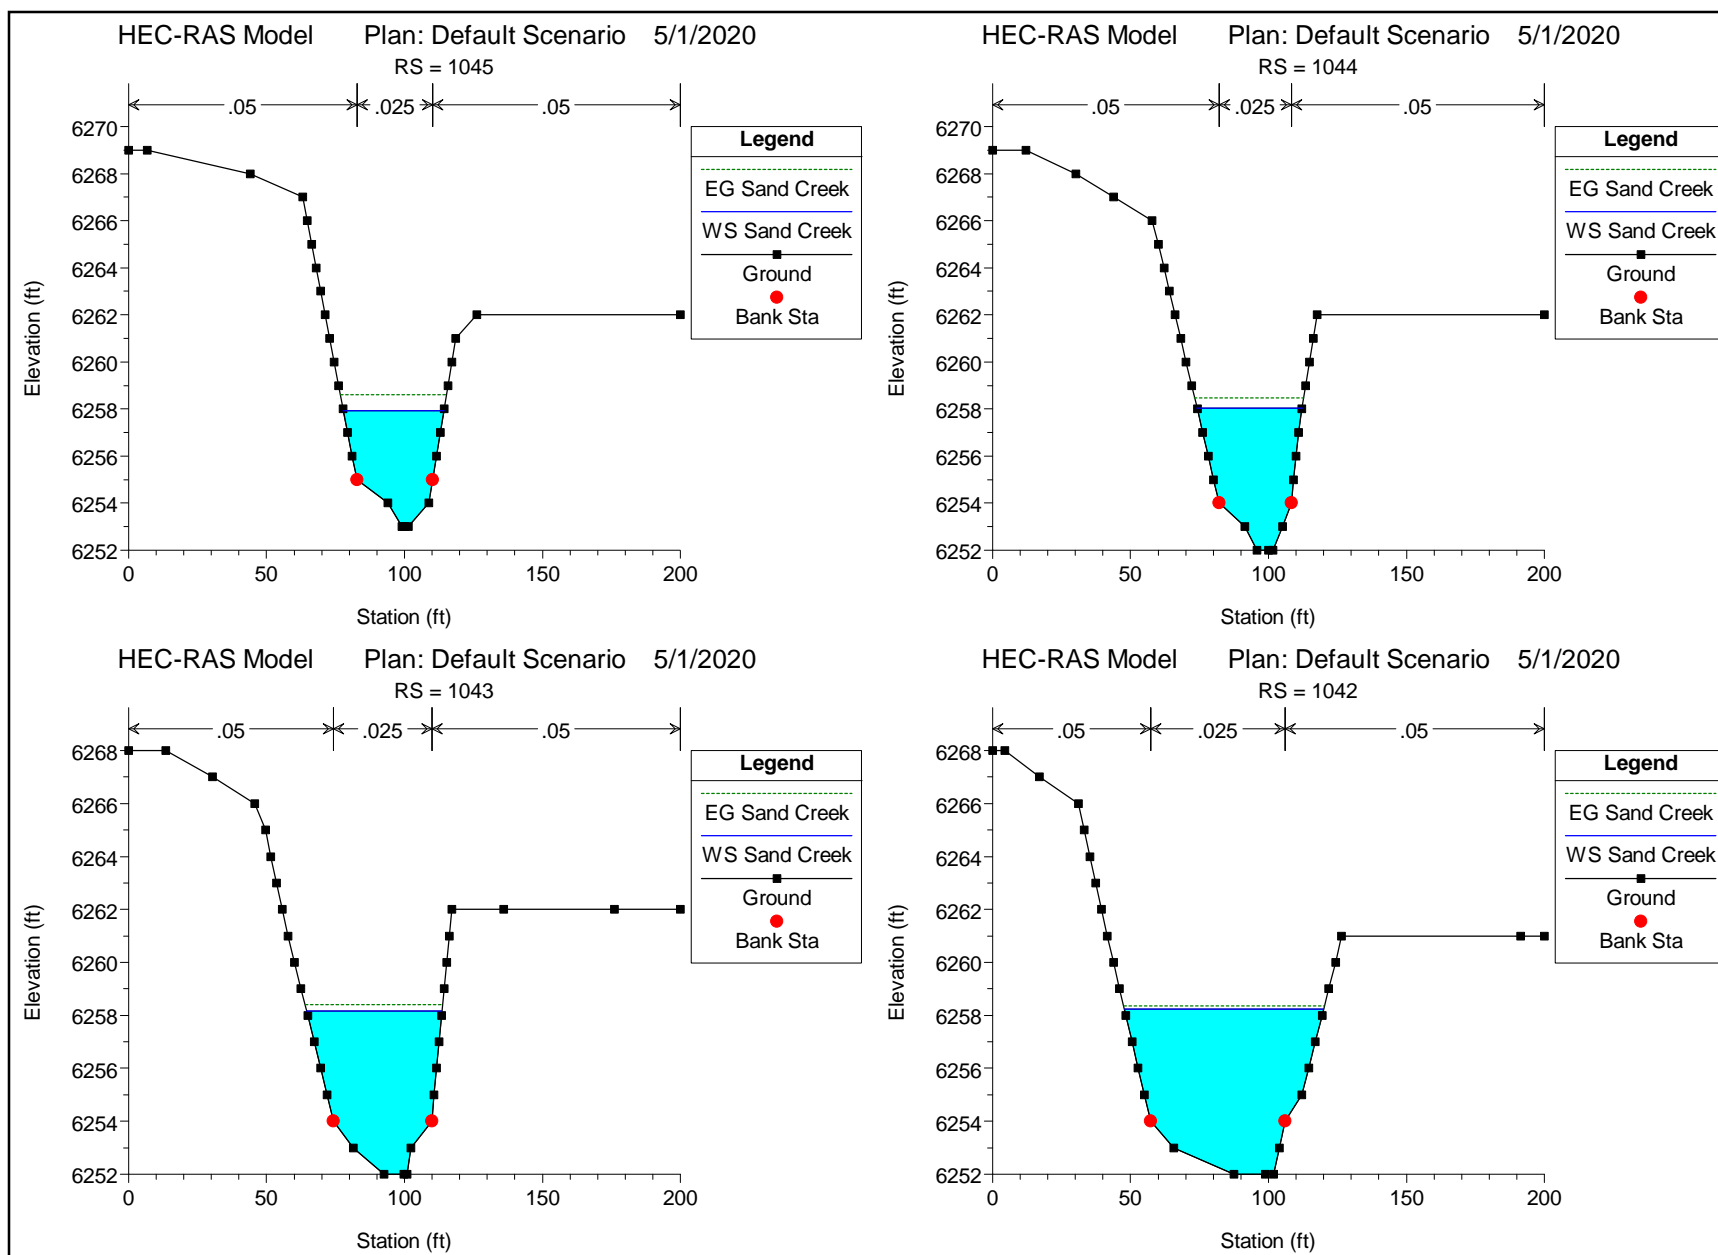 HEC-RAS Model Plan: Default Scenario 5/1/2020
RS = 1045
.05 .025 .05
6270
6268
6266
6264
6262
6260
6258
6256
6254
6252
Elevation (ft)
0 50 100 150 200
Station (ft)
Legend
EG Sand Creek
WS Sand Creek
Ground
Bank Sta
HEC-RAS Model Plan: Default Scenario 5/1/2020
RS = 1044
.05 .025 .05
6270
6268
6266
6264
6262
6260
6258
6256
6254
6252
Elevation (ft)
0 50 100 150 200
Station (ft)
Legend
EG Sand Creek
WS Sand Creek
Ground
Bank Sta
HEC-RAS Model Plan: Default Scenario 5/1/2020
RS = 1043
.05 .025 .05
6268
6266
6264
6262
6260
6258
6256
6254
6252
Elevation (ft)
0 50 100 150 200
Station (ft)
Legend
EG Sand Creek
WS Sand Creek
Ground
Bank Sta
HEC-RAS Model Plan: Default Scenario 5/1/2020
RS = 1042
.05 .025 .05
6268
6266
6264
6262
6260
6258
6256
6254
6252
Elevation (ft)
0 50 100 150 200
Station (ft)
Legend
EG Sand Creek
WS Sand Creek
Ground
Bank Sta